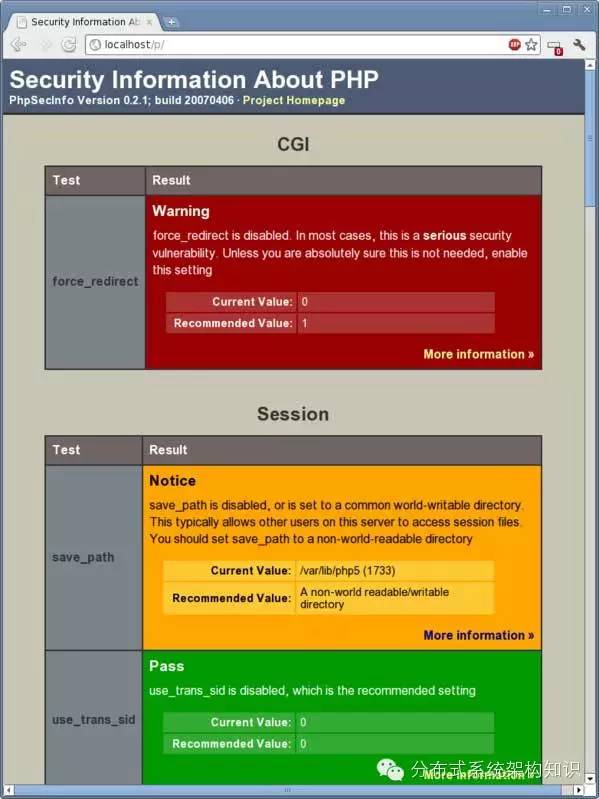 Security Information Ab
localhost/p/
ABP
0
Security Information About PHP
PhpSecInfo Version 0.2.1; build 20070406 · Project Homepage
CGI
Test Result
force_redirect
Warning
force_redirect is disabled. In most cases, this is a serious security
vulnerability. Unless you are absolutely sure this is not needed, enable
this setting
Current Value: 0
Recommended Value: 1
More information »
Session
Test Result
save_path
Notice
save_path is disabled, or is set to a common world-writable directory.
This typically allows other users on this server to access session files.
You should set save_path to a non-world-readable directory
Current Value: /var/lib/php5 (1733)
Recommended Value: A non-world readable/writable
directory
More information »
use_trans_sid
Pass
use_trans_sid is disabled, which is the recommended setting
Current Value: 0
Recommended Value: 0
More information »
分布式系统架构知识